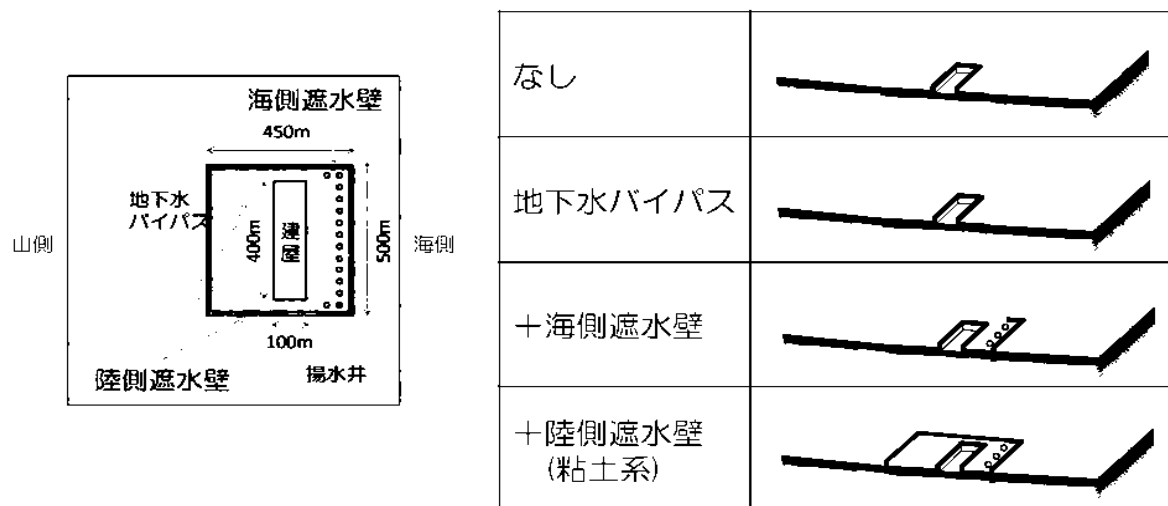 海側遮水壁
450m
地下水
バイパス
山側
400m
建屋
500m
海側
100m
陸側遮水壁
揚水井
なし
地下水バイパス
＋海側遮水壁
＋陸側遮水壁
(粘土系)